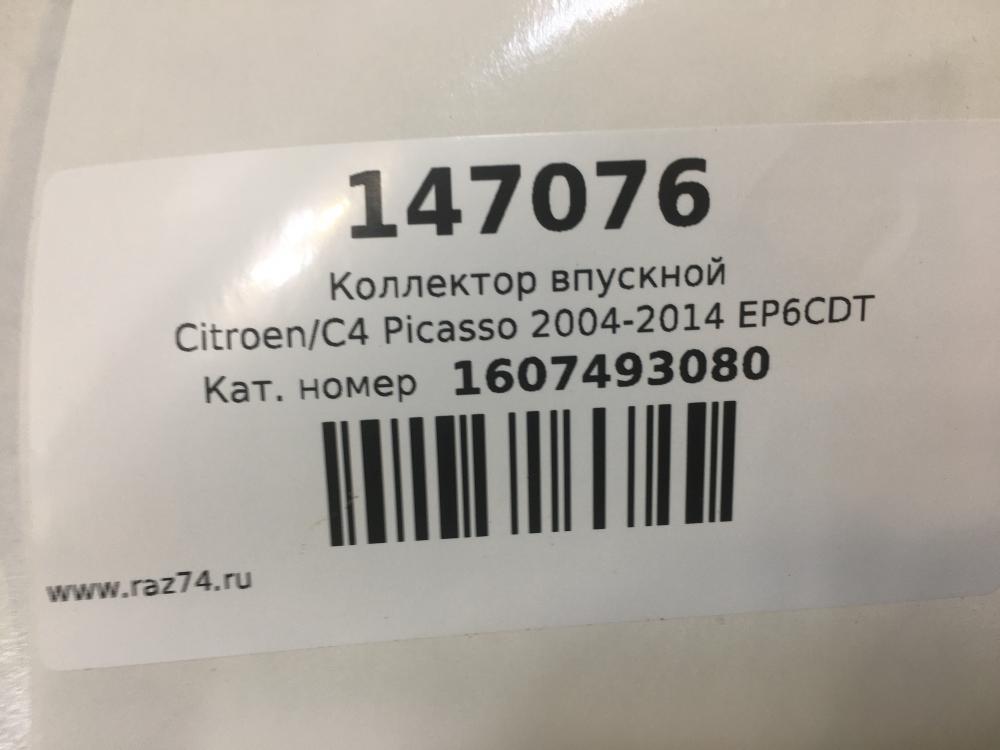 147076
Коллектор впускной
Citroen/C4 Picasso 2004-2014 EP6CDT
Кат. номер 1607493080
www.raz74.ru